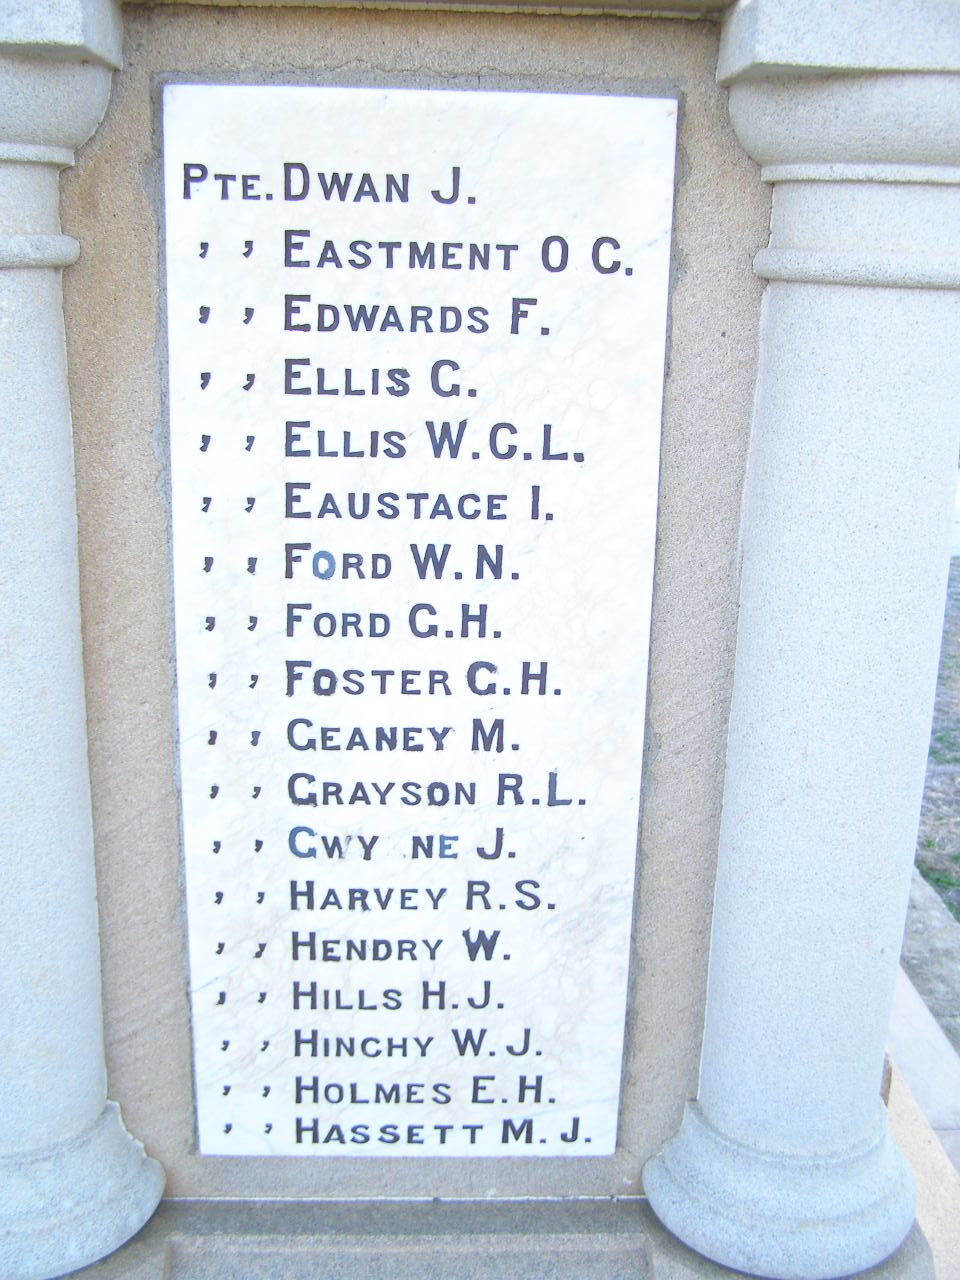 PTE. DWAN J.
, , EASTMENT O C.
, , EDWARDS F.
, , ELLIS G.
, , ELLIS W.C.L.
, , EAUSTACE I.
, , FORD W.N.
, , FORD G.H.
, , FOSTER G.H.
, , GEANEY M.
, , GRAYSON R.L.
, , GWY NE J.
, , HARVEY R.S.
, , HENDRY W.
, , HILLS H.J.
, , HINCHY W.J.
, , HOLMES E.H.
, , HASSETT M.J.